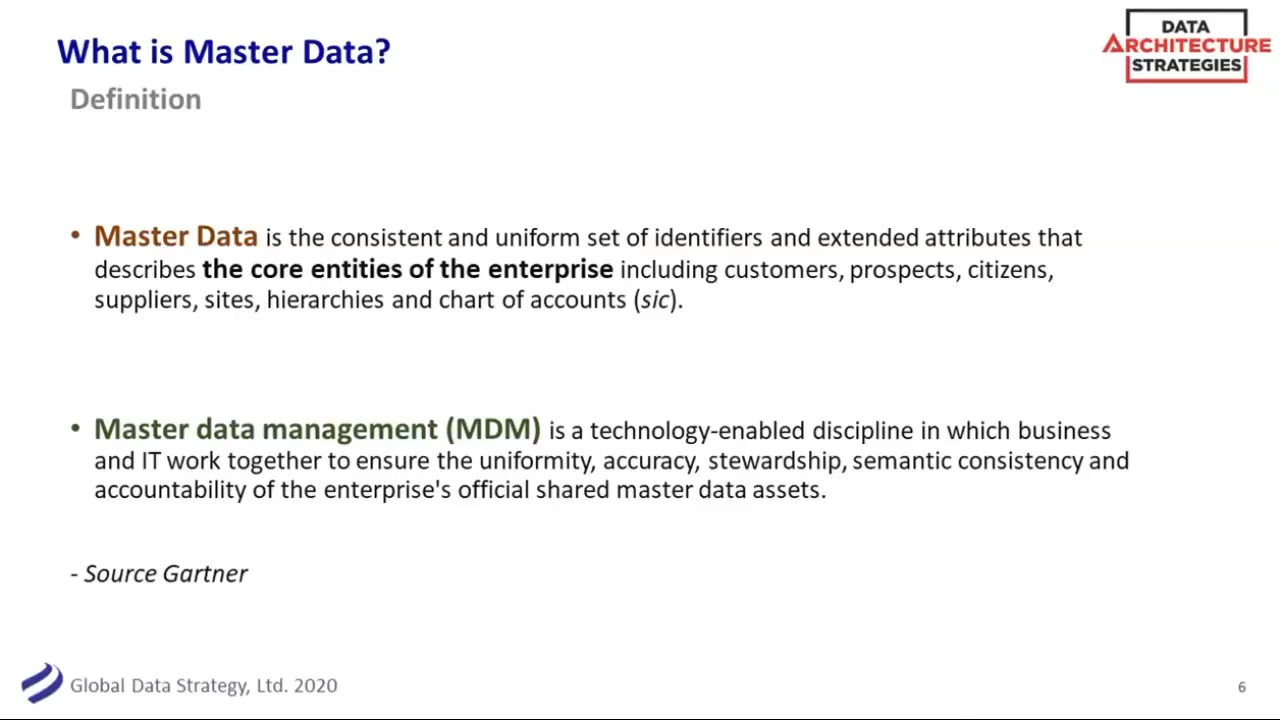 What is Master Data?
DATA
ARCHITECTURE
STRATEGIES
Definition
• Master Data is the consistent and uniform set of identifiers and extended attributes that
describes the core entities of the enterprise including customers, prospects, citizens,
suppliers, sites, hierarchies and chart of accounts (sic).
• Master data management (MDM) is a technology-enabled discipline in which business
and IT work together to ensure the uniformity, accuracy, stewardship, semantic consistency and
accountability of the enterprise's official shared master data assets.
- Source Gartner
Global Data Strategy, Ltd. 2020
6